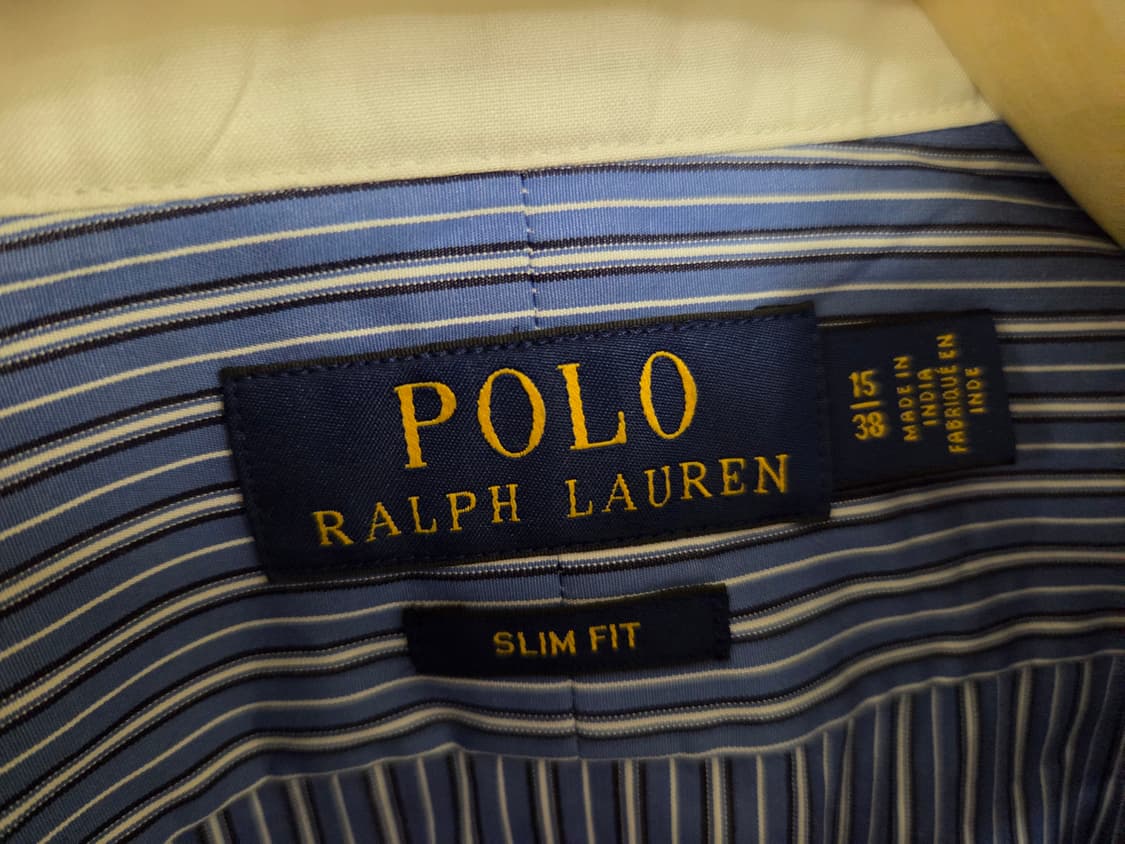 POLO
RALPH LAUREN
15
38
MADE IN
INDIA
FABRIQUÉ EN
INDE
SLIM FIT